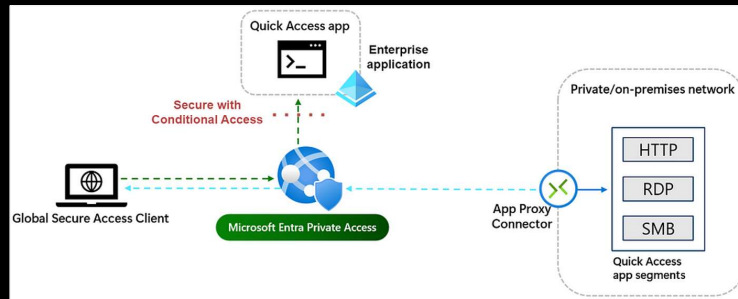 Quick Access app
Enterprise
application
Secure with
Conditional Access
Private/on-premises network
HTTP
RDP
SMB
Global Secure Access Client
Microsoft Entra Private Access
App Proxy
Connector
Quick Access
app segments